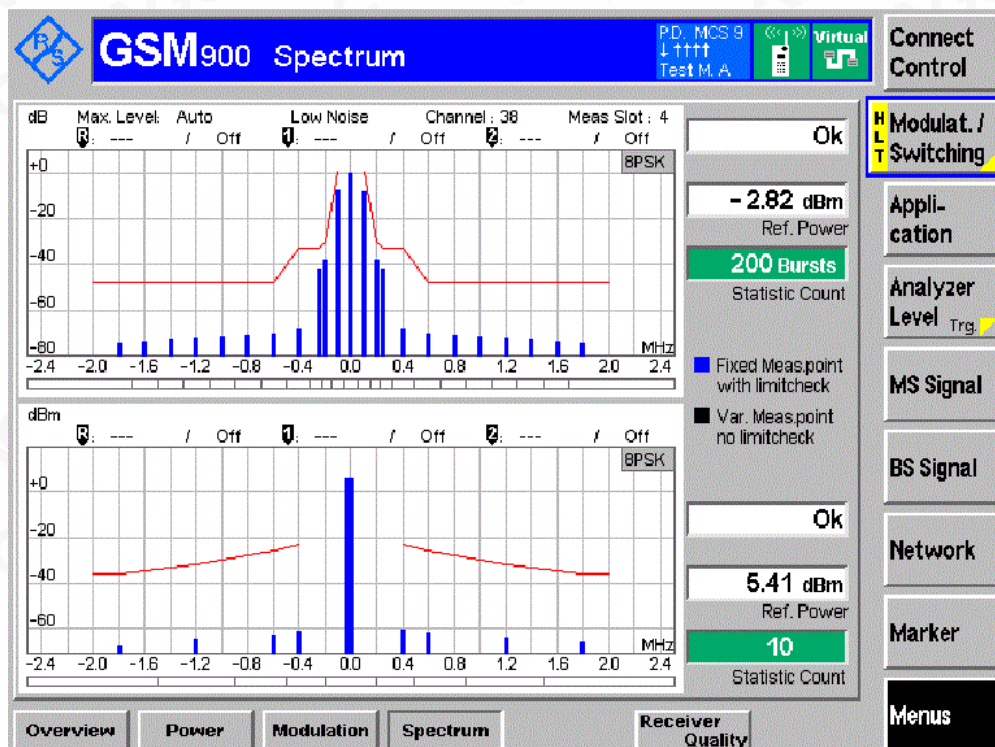 R/S
GSM900 Spectrum
P.D. MCS 9
↓ ↑↑↑↑
Test M. A.
Virtual
Connect Control
dB Max. Level: Auto Low Noise Channel : 38 Meas Slot : 4
R: --- / Off 1: --- / Off 2: --- / Off
8PSK
+0
-20
-40
-60
-80
MHz
-2.4 -2.0 -1.6 -1.2 -0.8 -0.4 0.0 0.4 0.8 1.2 1.6 2.0 2.4
Ok
- 2.82 dBm
Ref. Power
200 Bursts
Statistic Count
Fixed Meas.point
with limitcheck
Var. Meas.point
no limitcheck
dBm
R: --- / Off 1: --- / Off 2: --- / Off
8PSK
+0
-20
-40
-60
MHz
-2.4 -2.0 -1.6 -1.2 -0.8 -0.4 0.0 0.4 0.8 1.2 1.6 2.0 2.4
Ok
5.41 dBm
Ref. Power
10
Statistic Count
HLT
Modulat. /
Switching
Appli-
cation
Analyzer
Level Trg.
MS Signal
BS Signal
Network
Marker
Menus
Overview
Power
Modulation
Spectrum
Receiver
Quality